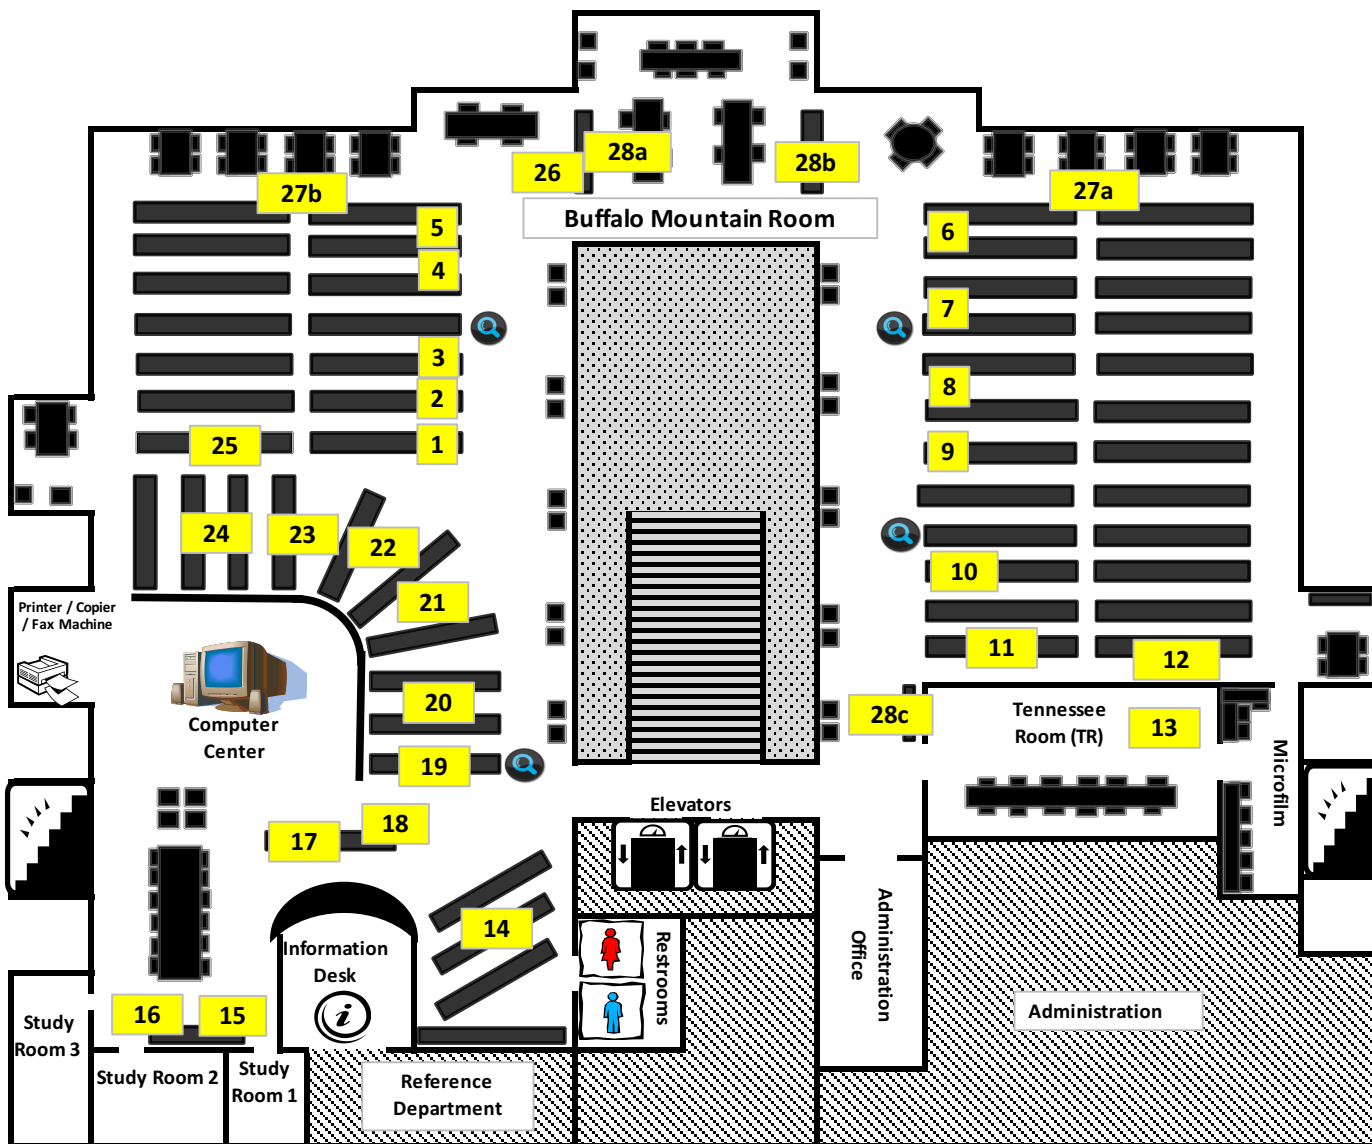 28a
26
28b
27b
27a
Buffalo Mountain Room
5
6
4
7
3
8
2
1
25
9
24
23
22
10
21
Printer / Copier
/ Fax Machine
11
12
20
28c
Tennessee
Room (TR)
13
Computer
Center
19
Microfilm
Elevators
17
18
14
Information
Desk
i
Restrooms
Administration
Office
16
15
Study
Room 3
Administration
Study Room 2
Study
Room 1
Reference
Department